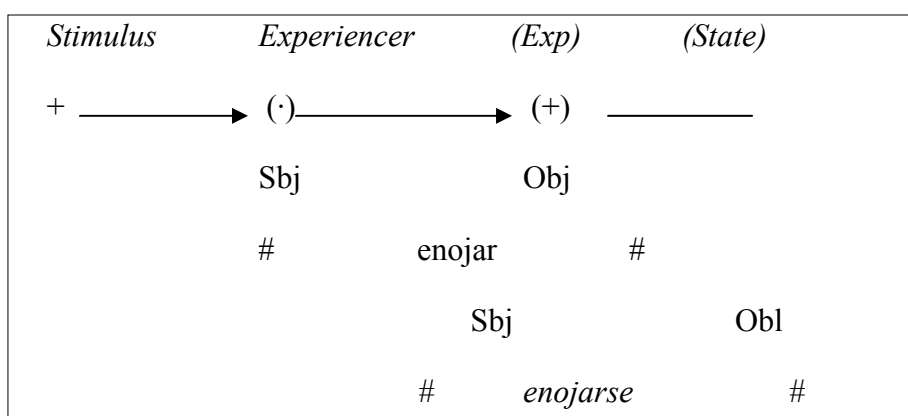 Stimulus Experiencer (Exp) (State)
+ (·) (+)
Sbj Obj
# enojar #
Sbj Obl
# enojarse #